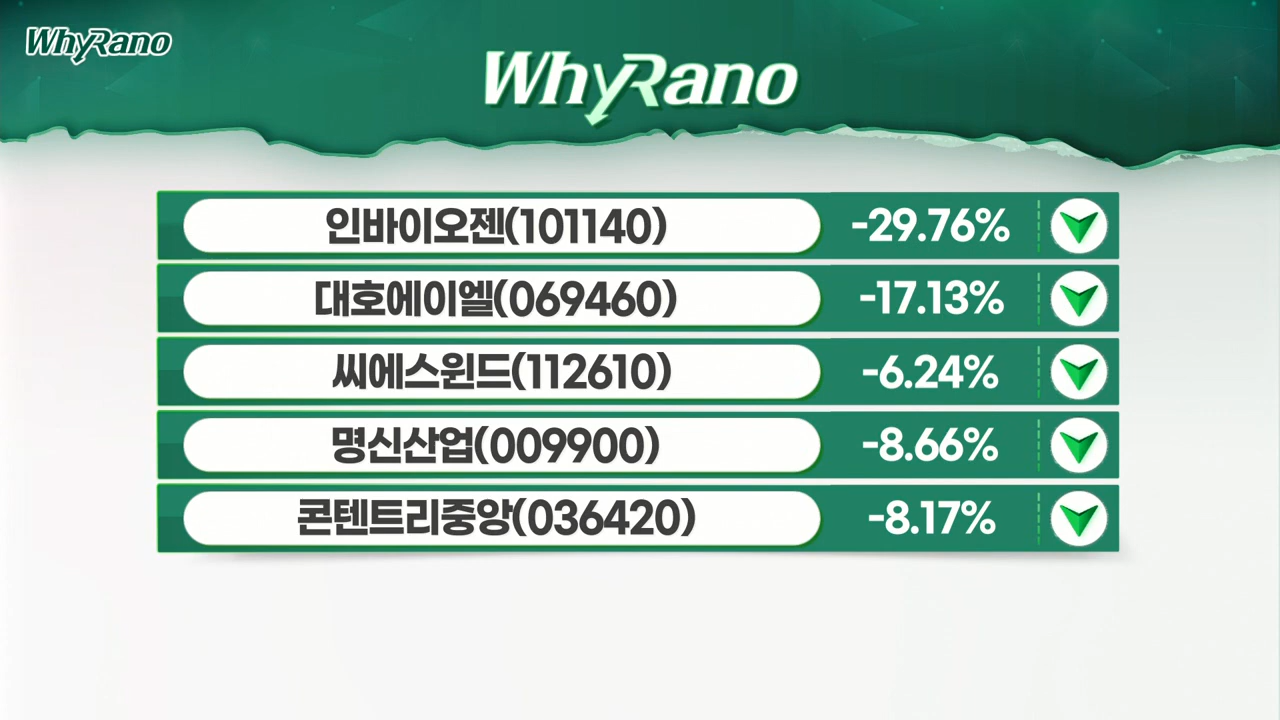 WhyRano
WhyRano
인바이오젠(101140) -29.76%
대호에이엘(069460) -17.13%
씨에스윈드(112610) -6.24%
명신산업(009900) -8.66%
콘텐트리중앙(036420) -8.17%